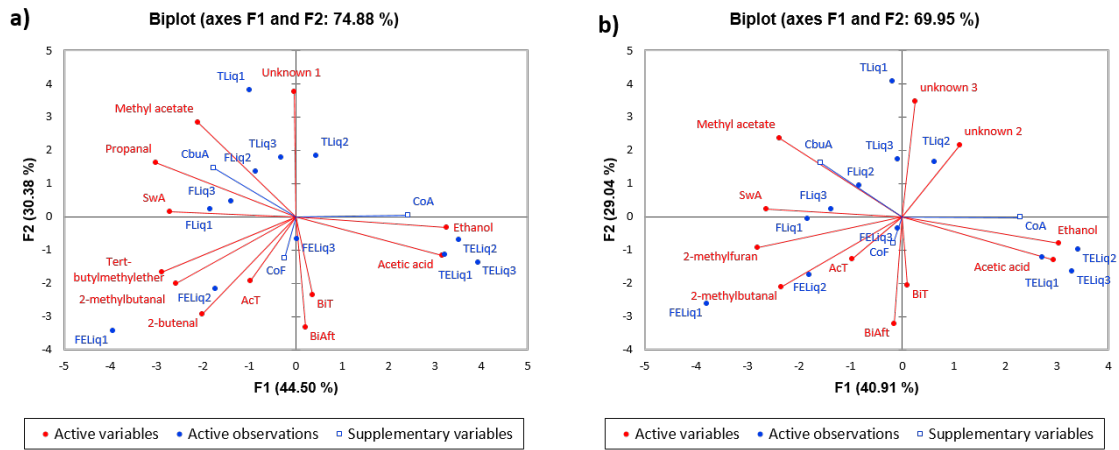 a)
Biplot (axes F1 and F2: 74.88 %)
5
4
3
2
1
0
-1
-2
-3
-4
F2 (30.38 %)
TLiq1
Unknown 1
Methyl acetate
Propanal
CbuA
FLiq2
TLiq3
TLiq2
SwA
FLiq3
FLiq1
CoA
Ethanol
FELiq3
TELiq2
Acetic acid
TELiq1
TELiq3
CoF
Tert-
butylmethylether
2-methylbutanal
FELiq2
AcT
BiT
2-butenal
BiAft
FELiq1
-5 -4 -3 -2 -1 0 1 2 3 4 5
F1 (44.50 %)
Active variables Active observations Supplementary variables
b)
Biplot (axes F1 and F2: 69.95 %)
5
4
3
2
1
0
-1
-2
-3
-4
F2 (29.04 %)
TLiq1
unknown 3
Methyl acetate
unknown 2
CbuA
TLiq3
TLiq2
FLiq2
SwA
FLiq3
FLiq1
CoA
Ethanol
FELiq3
CoF
2-methylfuran
TELiq2
Acetic acid
AcT
TELiq1
TELiq3
FELiq2
2-methylbutanal
BiT
FELiq1
BiAft
-5 -4 -3 -2 -1 0 1 2 3 4
F1 (40.91 %)
Active variables Active observations Supplementary variables